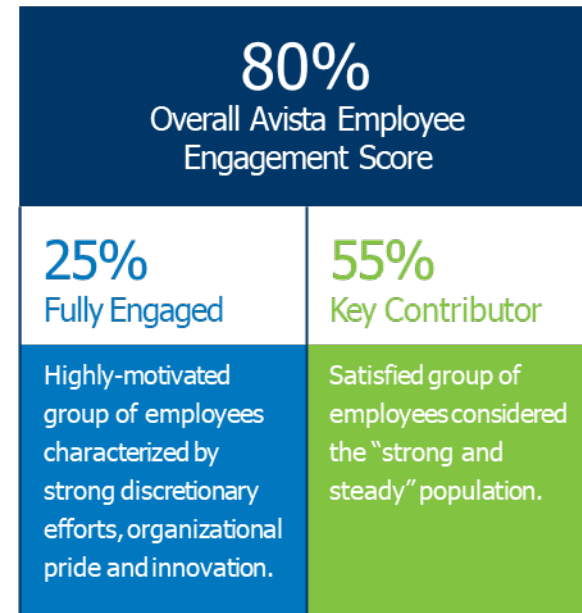 80%
Overall Avista Employee
Engagement Score
25%
Fully Engaged
55%
Key Contributor
Highly-motivated
group of employees
characterized by
strong discretionary
efforts, organizational
pride and innovation.
Satisfied group of
employees considered
the “strong and
steady” population.